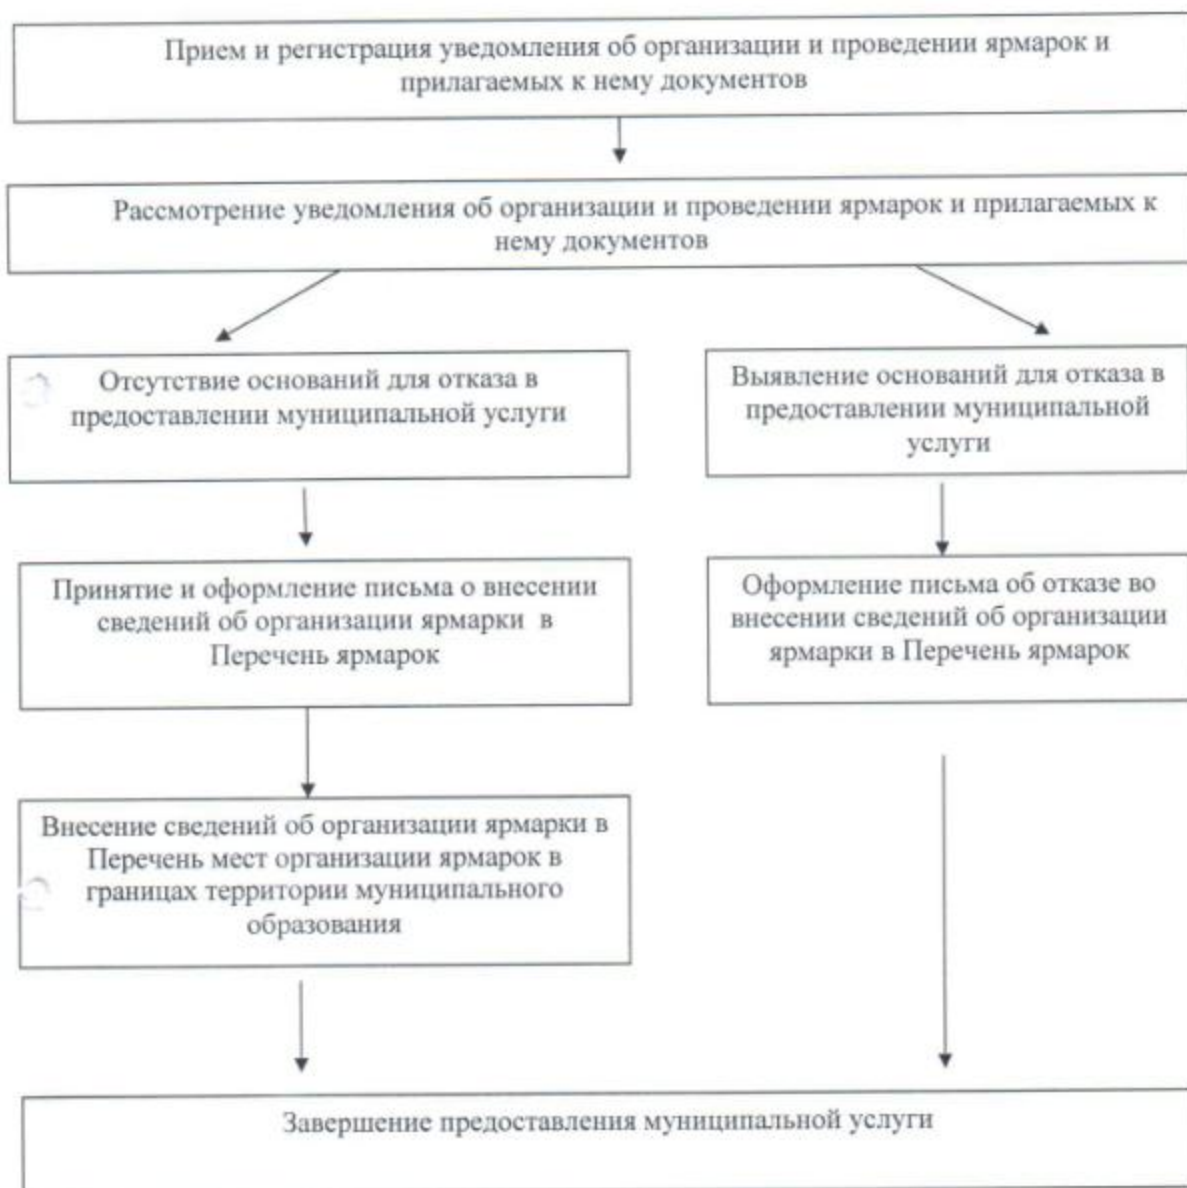 Прием и регистрация уведомления об организации и проведении ярмарок и
прилагаемых к нему документов
Рассмотрение уведомления об организации и проведении ярмарок и прилагаемых к
нему документов
Отсутствие оснований для отказа в
предоставлении муниципальной услуги
Выявление оснований для отказа в
предоставлении муниципальной
услуги
Принятие и оформление письма о внесении
сведений об организации ярмарки в
Перечень ярмарок
Оформление письма об отказе во
внесении сведений об организации
ярмарки в Перечень ярмарок
Внесение сведений об организации ярмарки в
Перечень мест организации ярмарок в
границах территории муниципального
образования
Завершение предоставления муниципальной услуги